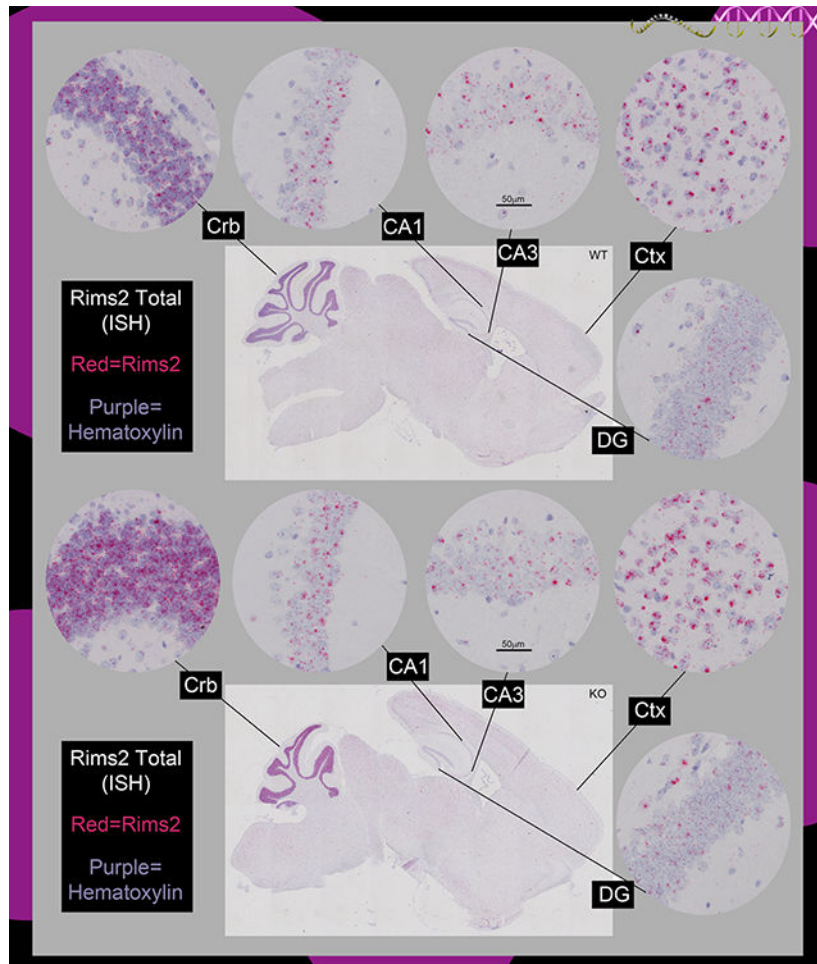 Crb
CA1
50µm
CA3
WT
Ctx
Rims2 Total
(ISH)
Red=Rims2
Purple=
Hematoxylin
DG
Crb
CA1
50µm
CA3
KO
Ctx
Rims2 Total
(ISH)
Red=Rims2
Purple=
Hematoxylin
DG